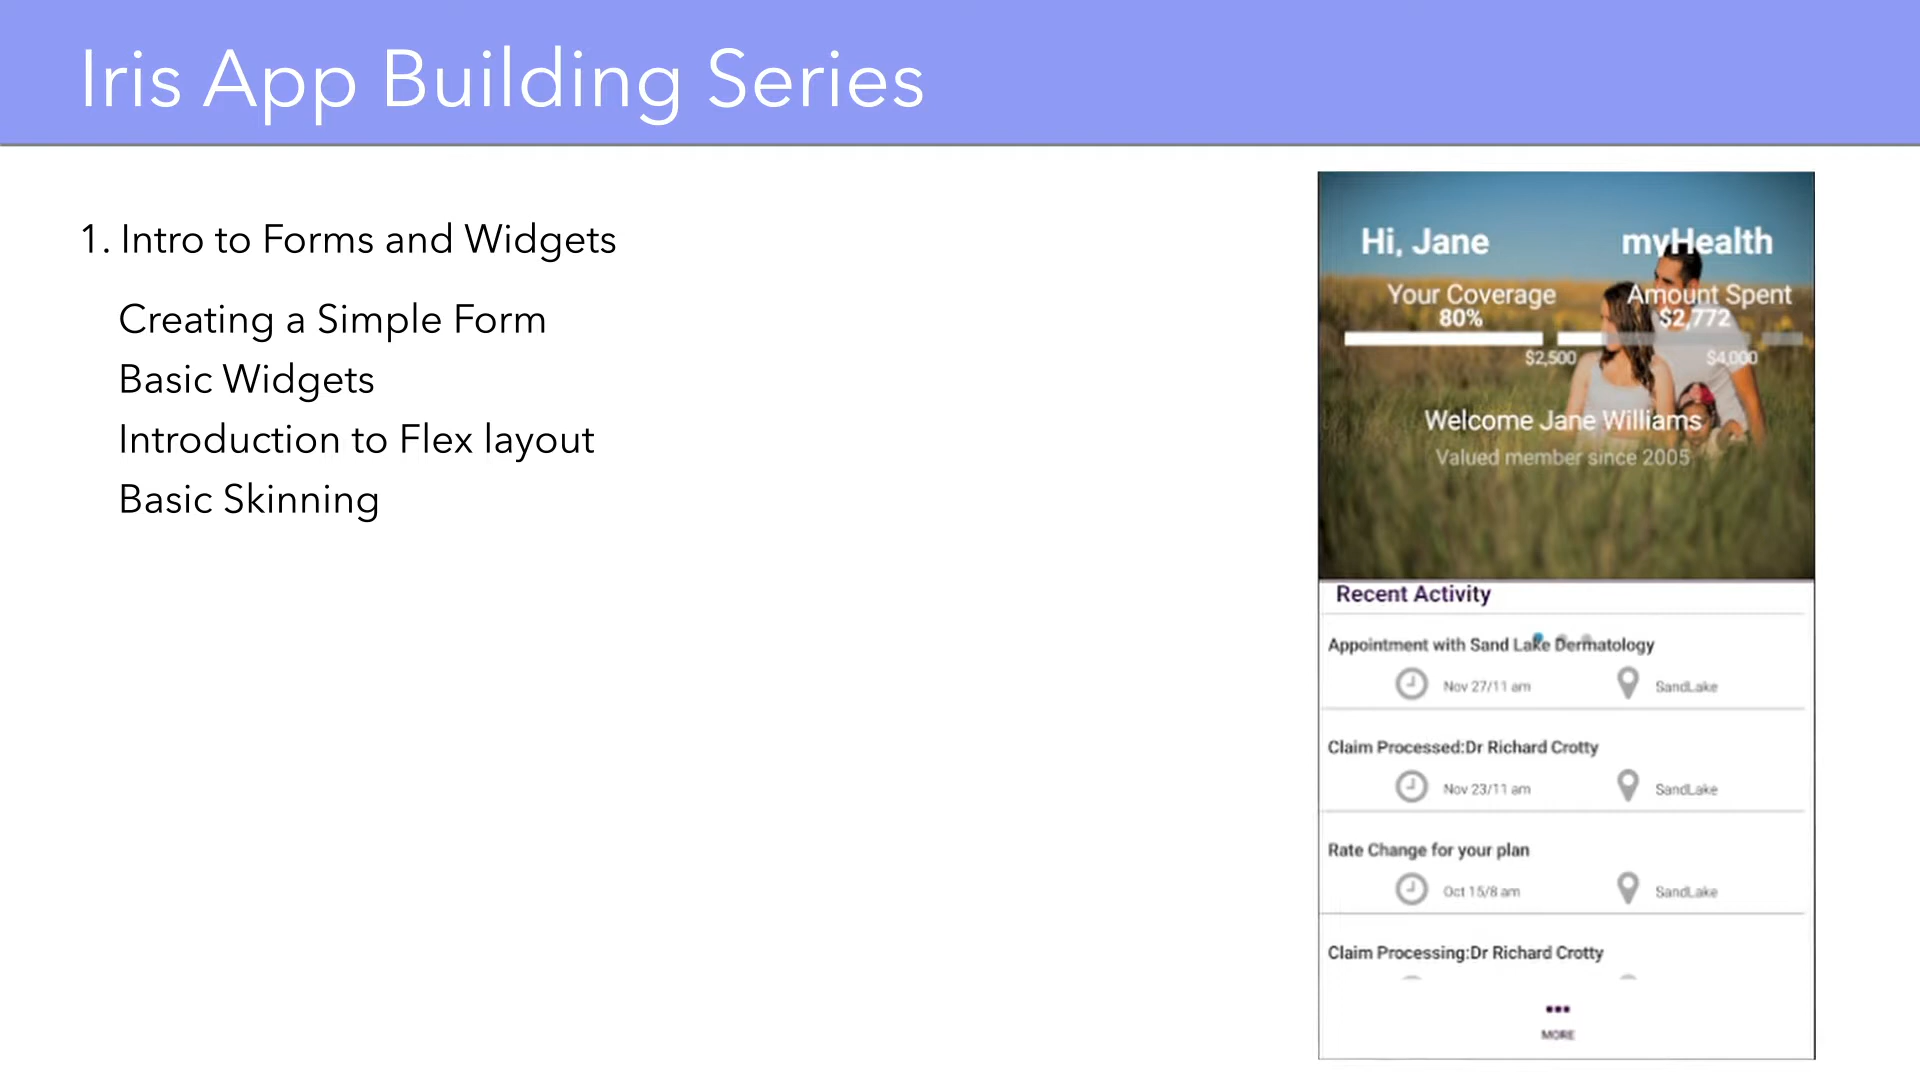 Iris App Building Series
1. Intro to Forms and Widgets
Creating a Simple Form
Basic Widgets
Introduction to Flex layout
Basic Skinning
Hi, Jane myHealth
Your Coverage Amount Spent
80% $2,772
$2,500 $4,000
Welcome Jane Williams
Valued member since 2005
Recent Activity
Appointment with Sand Lake Dermatology
Nov 27/11 am SandLake
Claim Processed:Dr Richard Crotty
Nov 23/11 am SandLake
Rate Change for your plan
Oct 15/8 am SandLake
Claim Processing:Dr Richard Crotty
MORE